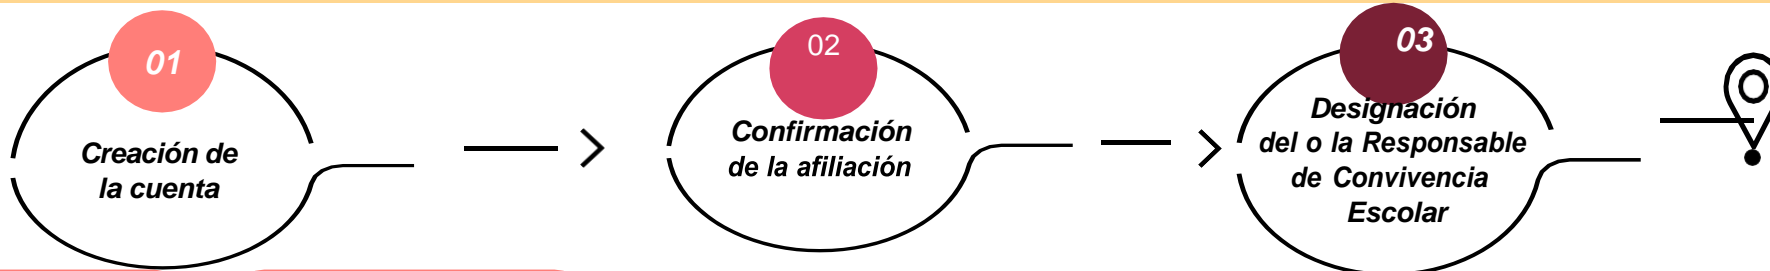 01
Creación de
la cuenta
02
Confirmación
de la afiliación
03
Designación
del o la Responsable
de Convivencia
Escolar